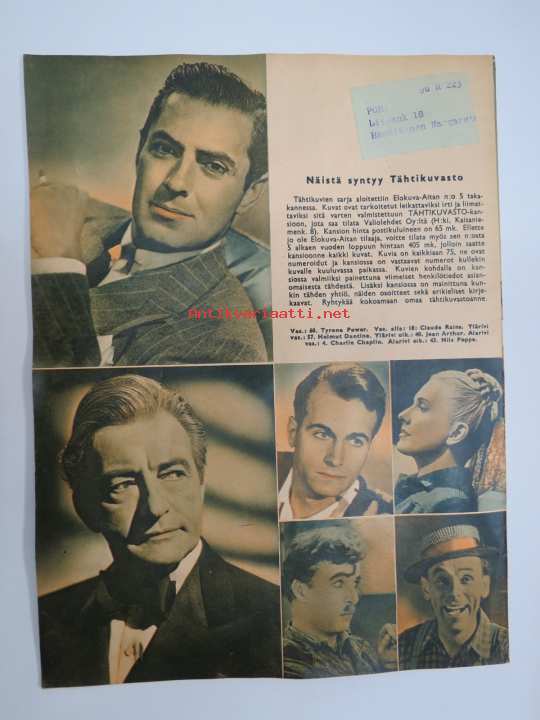 POR:
Liisank 18
Näistä syntyy Tähtikuvasto
Tähtikuvien sarja aloitettiin Elokuva-Aitan n:o 5 taka-
kannessa. Kuvat ovat tarkoitetut leikattaviksi irti ja liimat-
taviksi sitä varten valmistettuun TÄHTIKUVASTO-kan-
sioon, jota saa tilata Valiolehdet Oy:ltä (H:ki, Kaisanie-
menk. B). Kansion hinta postikuluineen on 65 mk. Ellette
jo ole Elokuva-Aitan tilaaja, voitte tilata myös sen n:osta
5 alkaen vuoden loppuun hintaan 405 mk, jolloin saatte
kansioonne kaikki kuvat. Kuvia on kaikkiaan 75, ne ovat
numeroidut ja kansiossa on vastaavat numerot kullekin
kuvalle kuuluvassa paikassa. Kuvien kohdalla on kan-
siossa valmiiksi painettuna viimeiset henkilötiedot asian-
omaisesta tähdestä. Lisäksi kansiossa on mainittuna kun-
kin tähden yhtiö, näiden osoitteet sekä erikieliset kirje-
kaavat. Ryhtykää kokoamaan omaa tähtikuvastoanne.
Vas.: 60. Tyrone Power. Vas. alla: 18: Claude Rains. Ylärivi
vas.: 57. Helmut Dantine. Ylärivi oik.: 40. Jean Arthur. Alarivi
vas.: 4. Charlie Chaplin. Alarivi oik.: 43. Nils Poppe.
Antikvariaatti.net